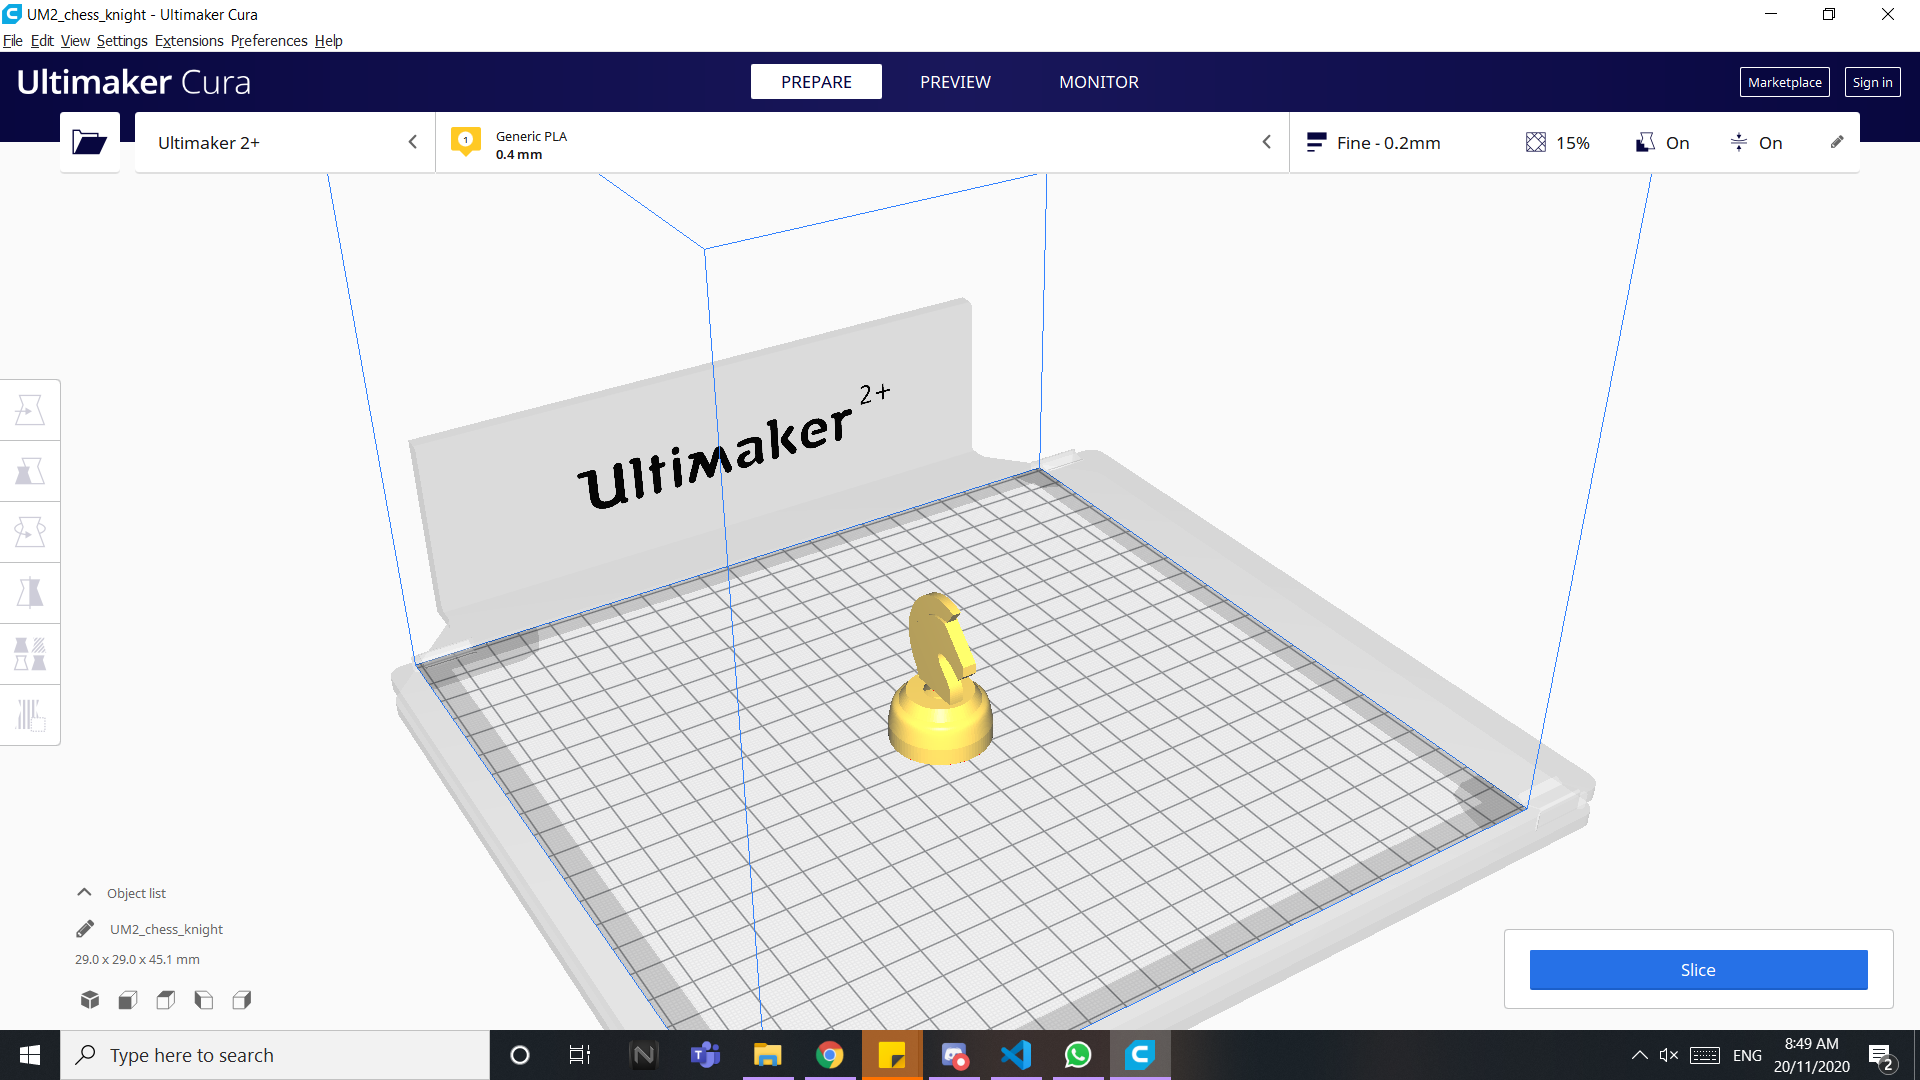 UM2_chess_knight - Ultimaker Cura
File Edit View Settings Extensions Preferences Help
Ultimaker Cura
PREPARE
PREVIEW
MONITOR
Marketplace
Sign in
Ultimaker 2+
1
Generic PLA
0.4 mm
Fine - 0.2mm
15%
On
On
Ultimaker 2+
Object list
UM2_chess_knight
29.0 x 29.0 x 45.1 mm
Slice
Type here to search
ENG
8:49 AM
20/11/2020
2